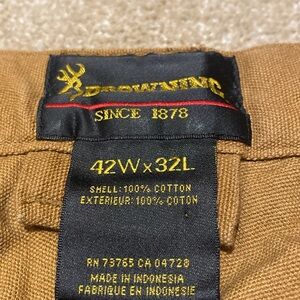 BROWNING
SINCE 1878
42W x 32L
SHELL: 100% COTTON
EXTERIEUR: 100% COTON
RN 73765 CA 04728
MADE IN INDONESIA
FABRIQUE EN INDONESIE